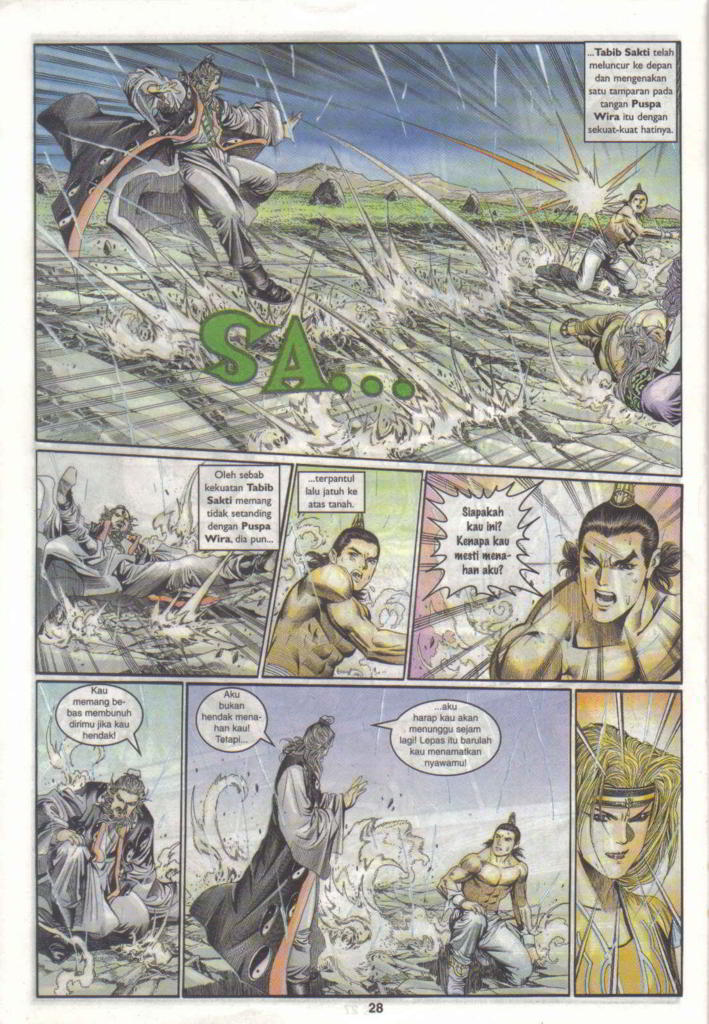 ...Tabib Sakti telah
meluncur ke depan
dan mengenakan
satu tamparan pada
tangan Puspa
Wira itu dengan
sekuat-kuat hatinya.
SA...
Oleh sebab
kekuatan Tabib
Sakti memang
tidak setanding
dengan Puspa
Wira, dia pun...
...terpantul
lalu jatuh ke
atas tanah.
Siapakah
kau ini?
Kenapa kau
mesti mena-
han aku?
Kau
memang be-
bas membunuh
dirimu jika kau
hendak!
Aku
bukan
hendak mena-
han kau!
Tetapi...
...aku
harap kau akan
menunggu sejam
lagi! Lepas itu barulah
kau menamatkan
nyawamu!
28